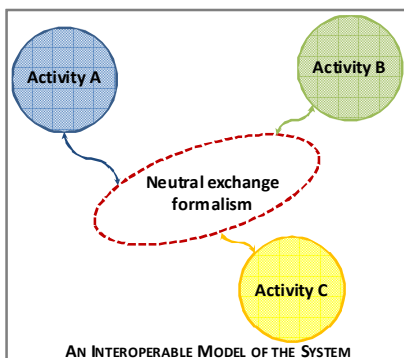 Activity A
Activity B
Neutral exchange
formalism
Activity C
AN INTEROPERABLE MODEL OF THE SYSTEM